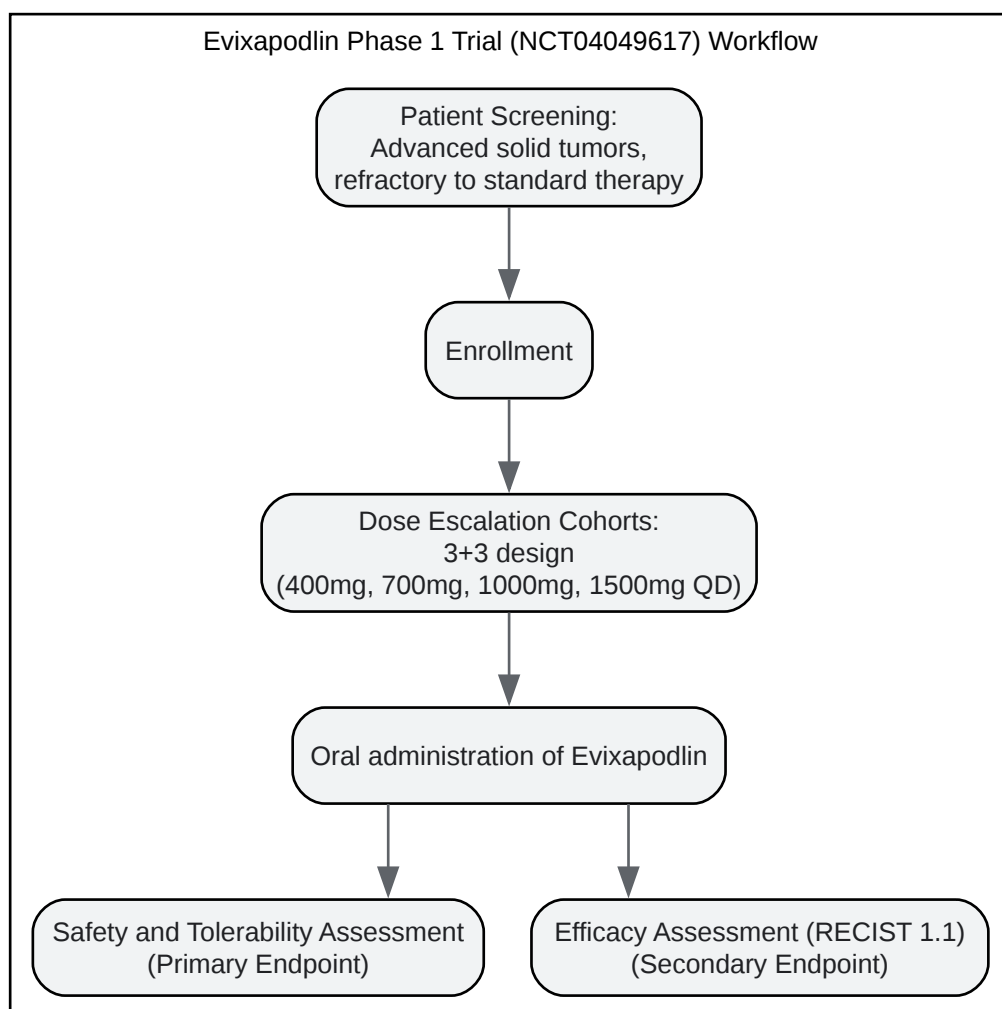 Evixapodlin Phase 1 Trial (NCT04049617) Workflow
Patient Screening:
Advanced solid tumors,
refractory to standard therapy
Enrollment
Dose Escalation Cohorts:
3+3 design
(400mg, 700mg, 1000mg, 1500mg QD)
Oral administration of Evixapodlin
Safety and Tolerability Assessment
(Primary Endpoint)
Efficacy Assessment (RECIST 1.1)
(Secondary Endpoint)